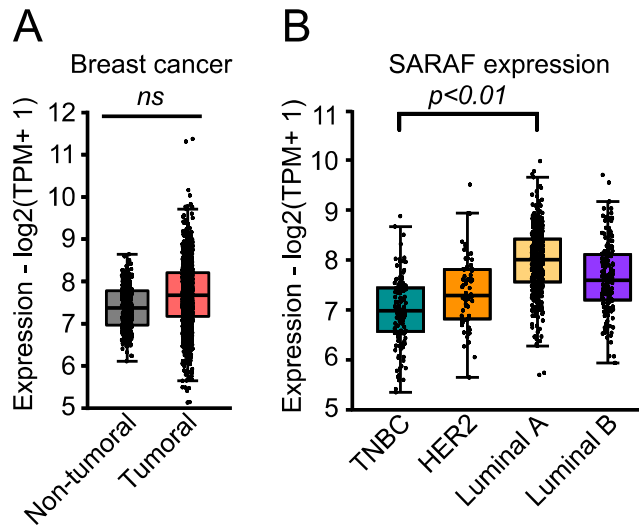 A
Breast cancer
ns
Expression - log2(TPM+ 1)
12
11
10
9
8
7
6
5
Non-tumoral
Tumoral
B
SARAF expression
p<0.01
Expression - log2(TPM+ 1)
11
10
9
8
7
6
5
TNBC
HER2
Luminal A
Luminal B